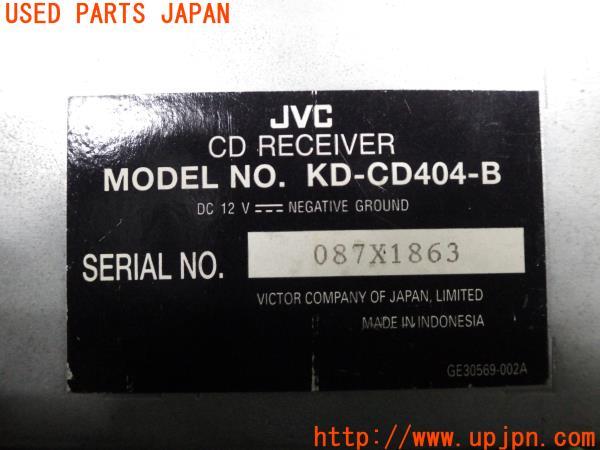 USED PARTS JAPAN
JVC
CD RECEIVER
MODEL NO. KD-CD404-B
DC 12 V ⎓ NEGATIVE GROUND
SERIAL NO. 087X1863
VICTOR COMPANY OF JAPAN, LIMITED
MADE IN INDONESIA
GE30569-002A
http://www.upjpn.com/